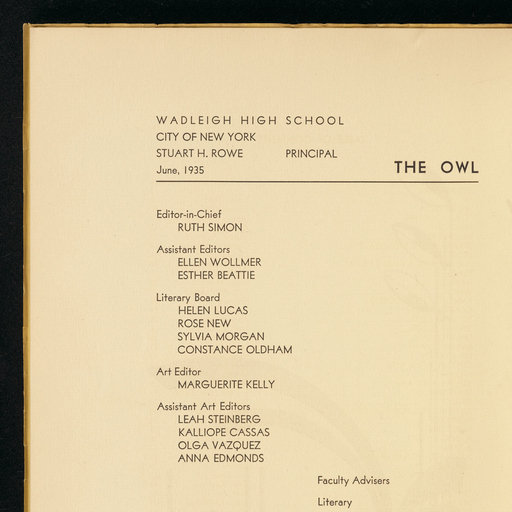 WADLEIGH HIGH SCHOOL
CITY OF NEW YORK
STUART H. ROWE PRINCIPAL
June, 1935
THE OWL
Editor-in-Chief
RUTH SIMON
Assistant Editors
ELLEN WOLLMER
ESTHER BEATTIE
Literary Board
HELEN LUCAS
ROSE NEW
SYLVIA MORGAN
CONSTANCE OLDHAM
Art Editor
MARGUERITE KELLY
Assistant Art Editors
LEAH STEINBERG
KALLIOPE CASSAS
OLGA VAZQUEZ
ANNA EDMONDS
Faculty Advisers
Literary